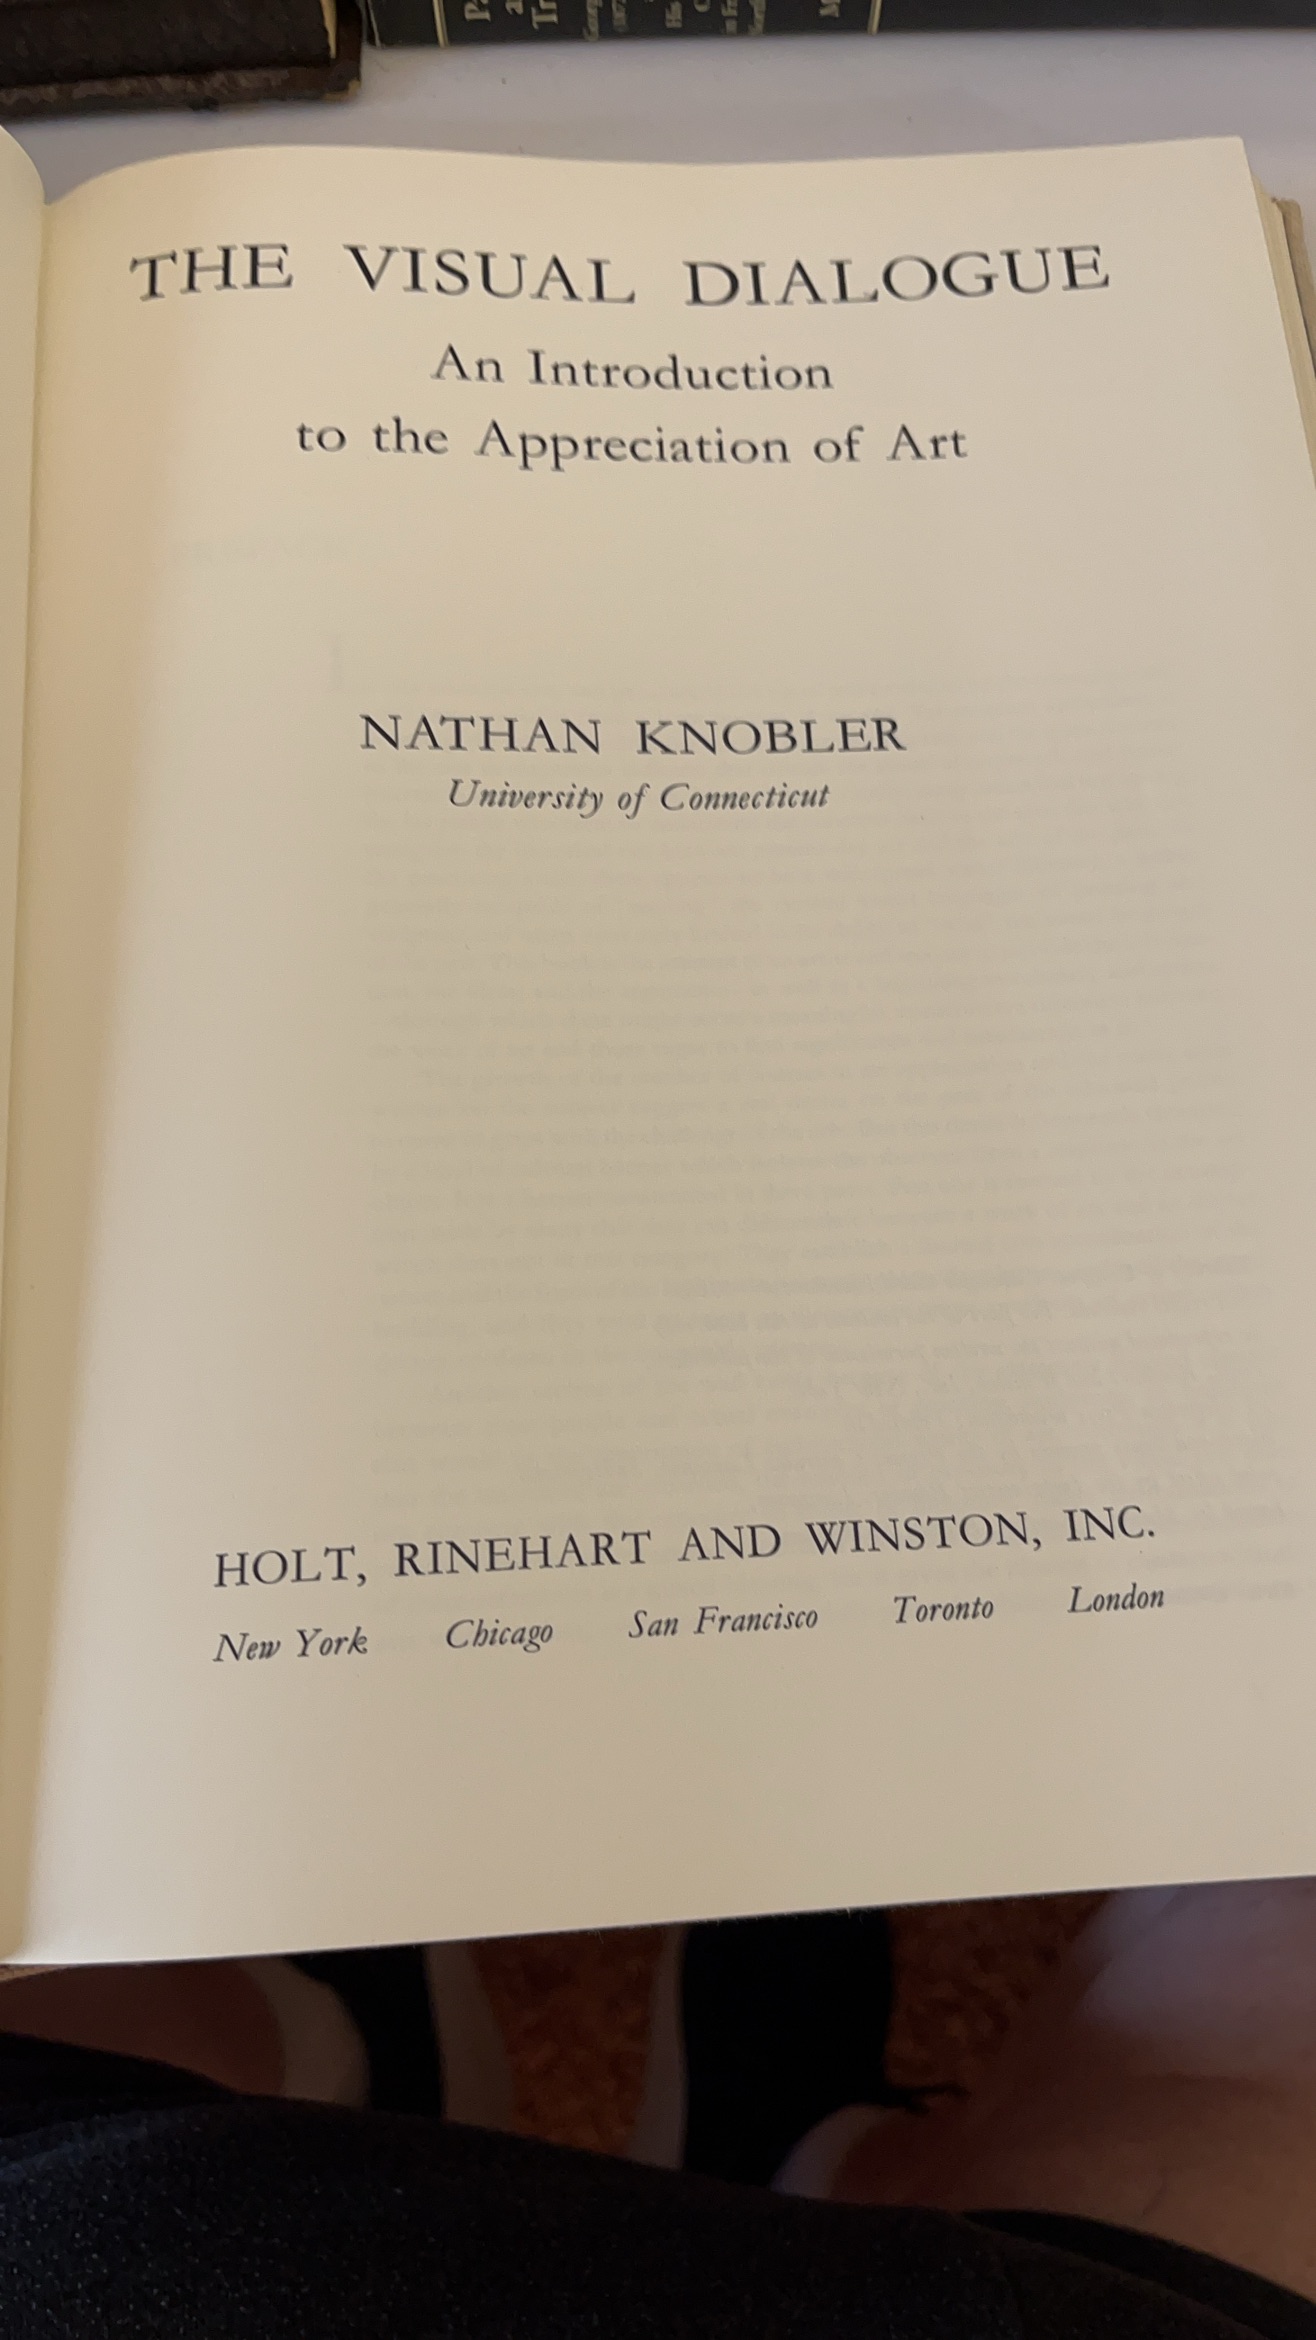 THE VISUAL DIALOGUE
An Introduction
to the Appreciation of Art
NATHAN KNOBLER
University of Connecticut
HOLT, RINEHART AND WINSTON, INC.
New York Chicago San Francisco Toronto London